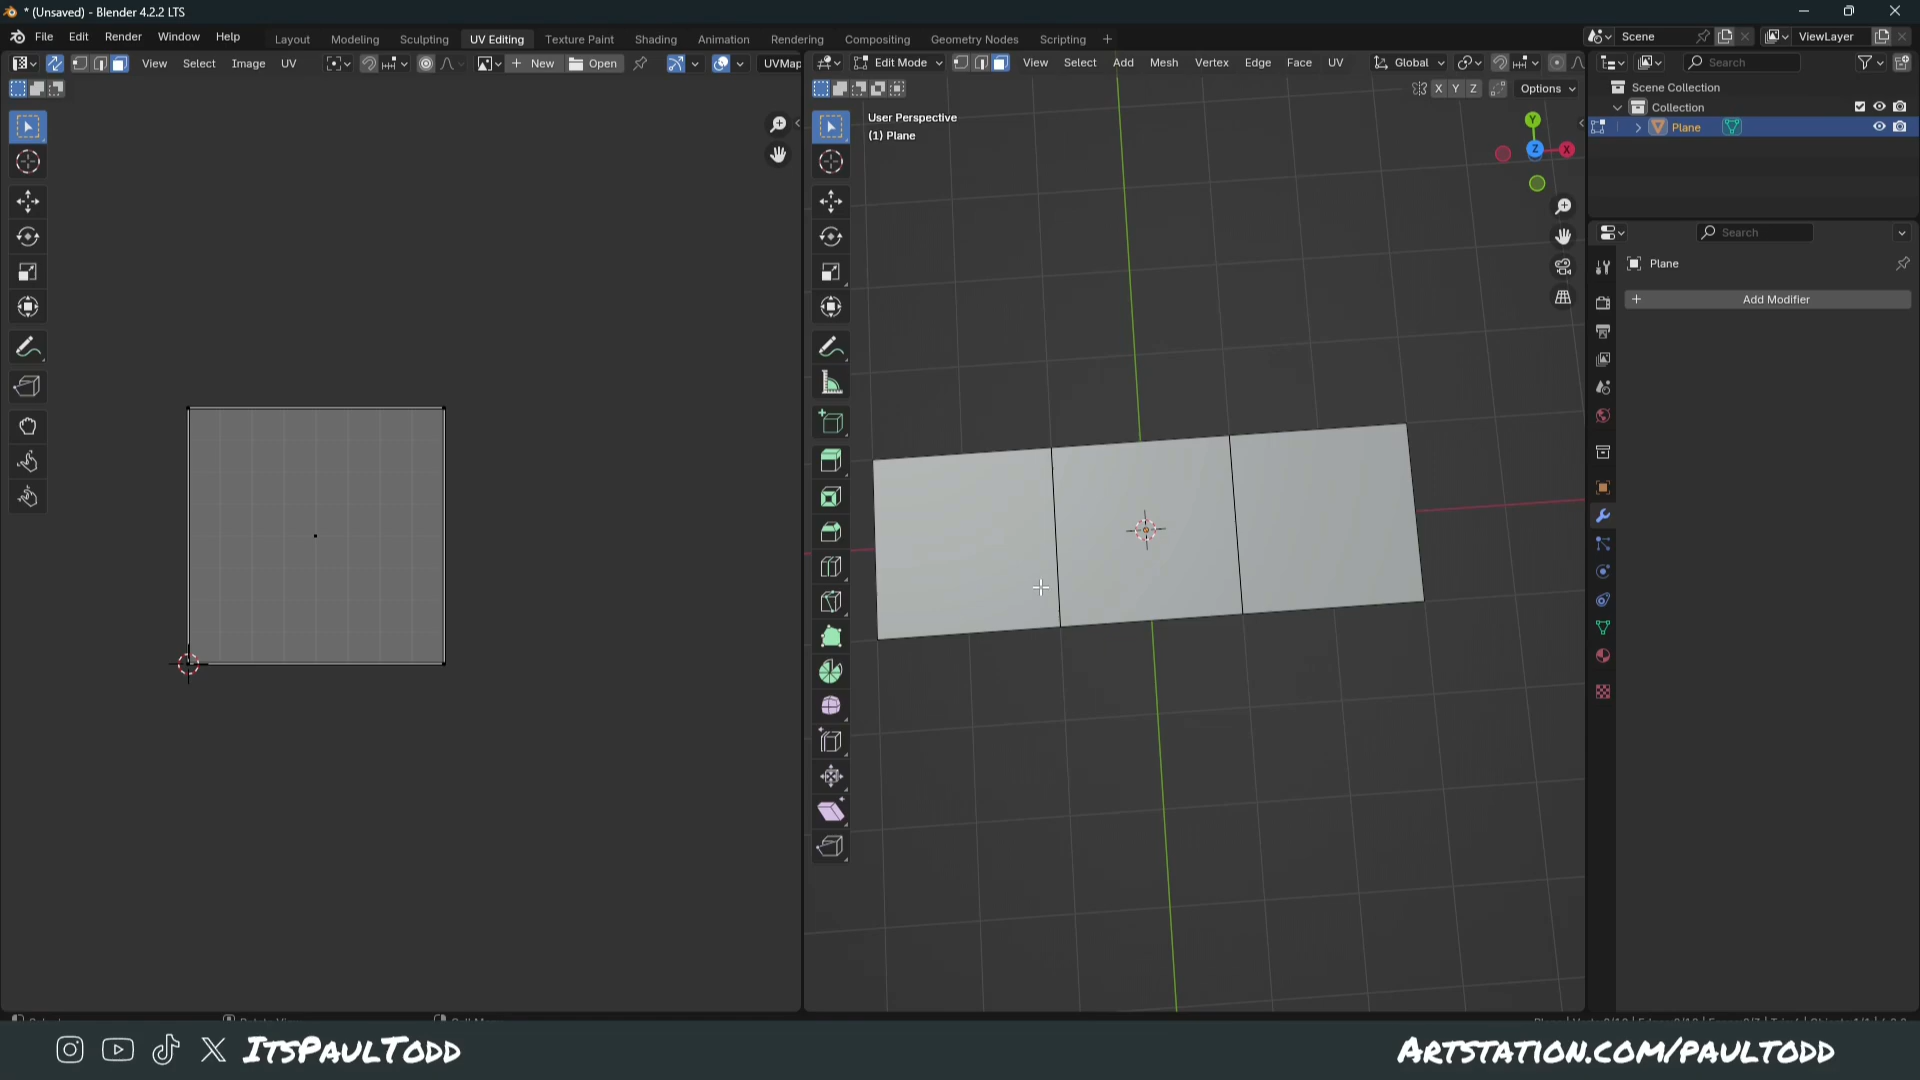 * (Unsaved) - Blender 4.2.2 LTS
File Edit Render Window Help Layout Modeling Sculpting UV Editing Texture Paint Shading Animation Rendering Compositing Geometry Nodes Scripting + Scene ViewLayer
View Select Image UV New Open UVMap Edit Mode View Select Add Mesh Vertex Edge Face UV Global Search
X Y Z Options
Scene Collection
Collection
Plane
User Perspective
(1) Plane
Y
Z X
Search
Plane
Add Modifier
ItsPaulTodd
Artstation.com/paultodd